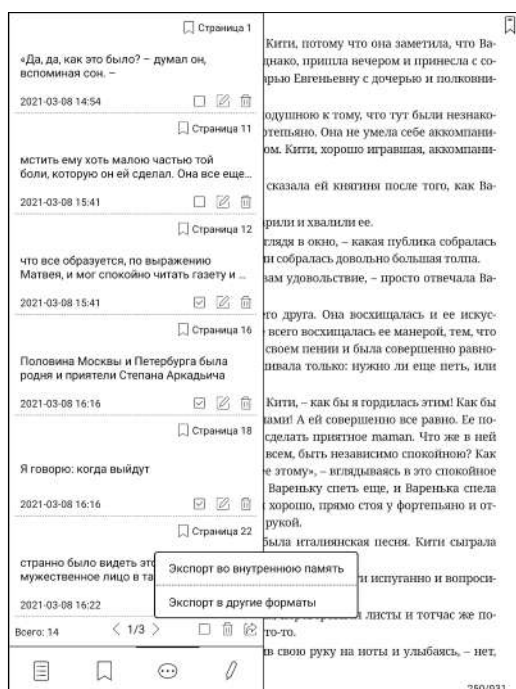 Страница 1
«Да, да, как это было? – думал он,
вспоминая сон. –
2021-03-08 14:54
Страница 11
мстить ему хоть малою частью той
боли, которую он ей сделал. Она все еще...
2021-03-08 15:41
Страница 12
что все образуется, по выражению
Матвея, и мог спокойно читать газету и ...
2021-03-08 15:41
Страница 16
Половина Москвы и Петербурга была
родня и приятели Степана Аркадьича
2021-03-08 16:16
Страница 18
Я говорю: когда выйдут
2021-03-08 16:16
Страница 22
странно было видеть это
мужественное лицо в та
2021-03-08 16:22
Всего: 14
< 1/3 >
Экспорт во внутреннюю память
Экспорт в другие форматы
Кити, потому что она заметила, что Ва-
днако, пришла вечером и принесла с со-
рью Евгеньевну с дочерью и полковни-
одушною к тому, что тут были незнако-
ртепьяно. Она не умела себе аккомпани-
ом. Кити, хорошо игравшая, аккомпани-
сказала ей княгиня после того, как Ва-
рили и хвалили ее.
глядя в окно, – какая публика собралась
и собралась довольно большая толпа.
вам удовольствие, – просто отвечала Ва-
го друга. Она восхищалась и ее искус-
всего восхищалась ее манерой, тем, что
своем пении и была совершенно равно-
шивала только: нужно ли еще петь, или
Кити, – как бы я гордилась этим! Как бы
ами! А ей совершенно все равно. Ее по-
сделать приятное maman. Что же в ней
всем, быть независимо спокойною? Как
е этому», – вглядываясь в это спокойное
Вареньку спеть еще, и Варенька спела
хорошо, прямо стоя у фортепьяно и от-
рукой.
была италиянская песня. Кити сыграла
и испуганно и вопроси-
листы и тотчас же по-
то-то.
ив свою руку на ноты и улыбаясь, – нет,
250/931